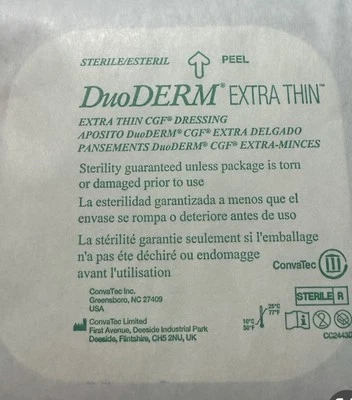 STERILE/ESTERIL PEEL
DuoDERM® EXTRA THIN™
EXTRA THIN CGF® DRESSING
APOSITO DuoDERM® CGF® EXTRA DELGADO
PANSEMENTS DuoDERM® CGF® EXTRA-MINCES
Sterility guaranteed unless package is torn
or damaged prior to use
La esterilidad garantizada a menos que el
envase se rompa o deteriore antes de uso
La stérilité garantie seulement si l'emballage
n'a pas éte déchiré ou endomagge
avant l'utilisation
ConvaTec
ConvaTec Inc.
Greensboro, NC 27409
USA
STERILE R
ConvaTec Limited
First Avenue, Deeside Industrial Park
Deeside, Flintshire, CH5 2NU, UK
25°C
77°F
10°C
50°F